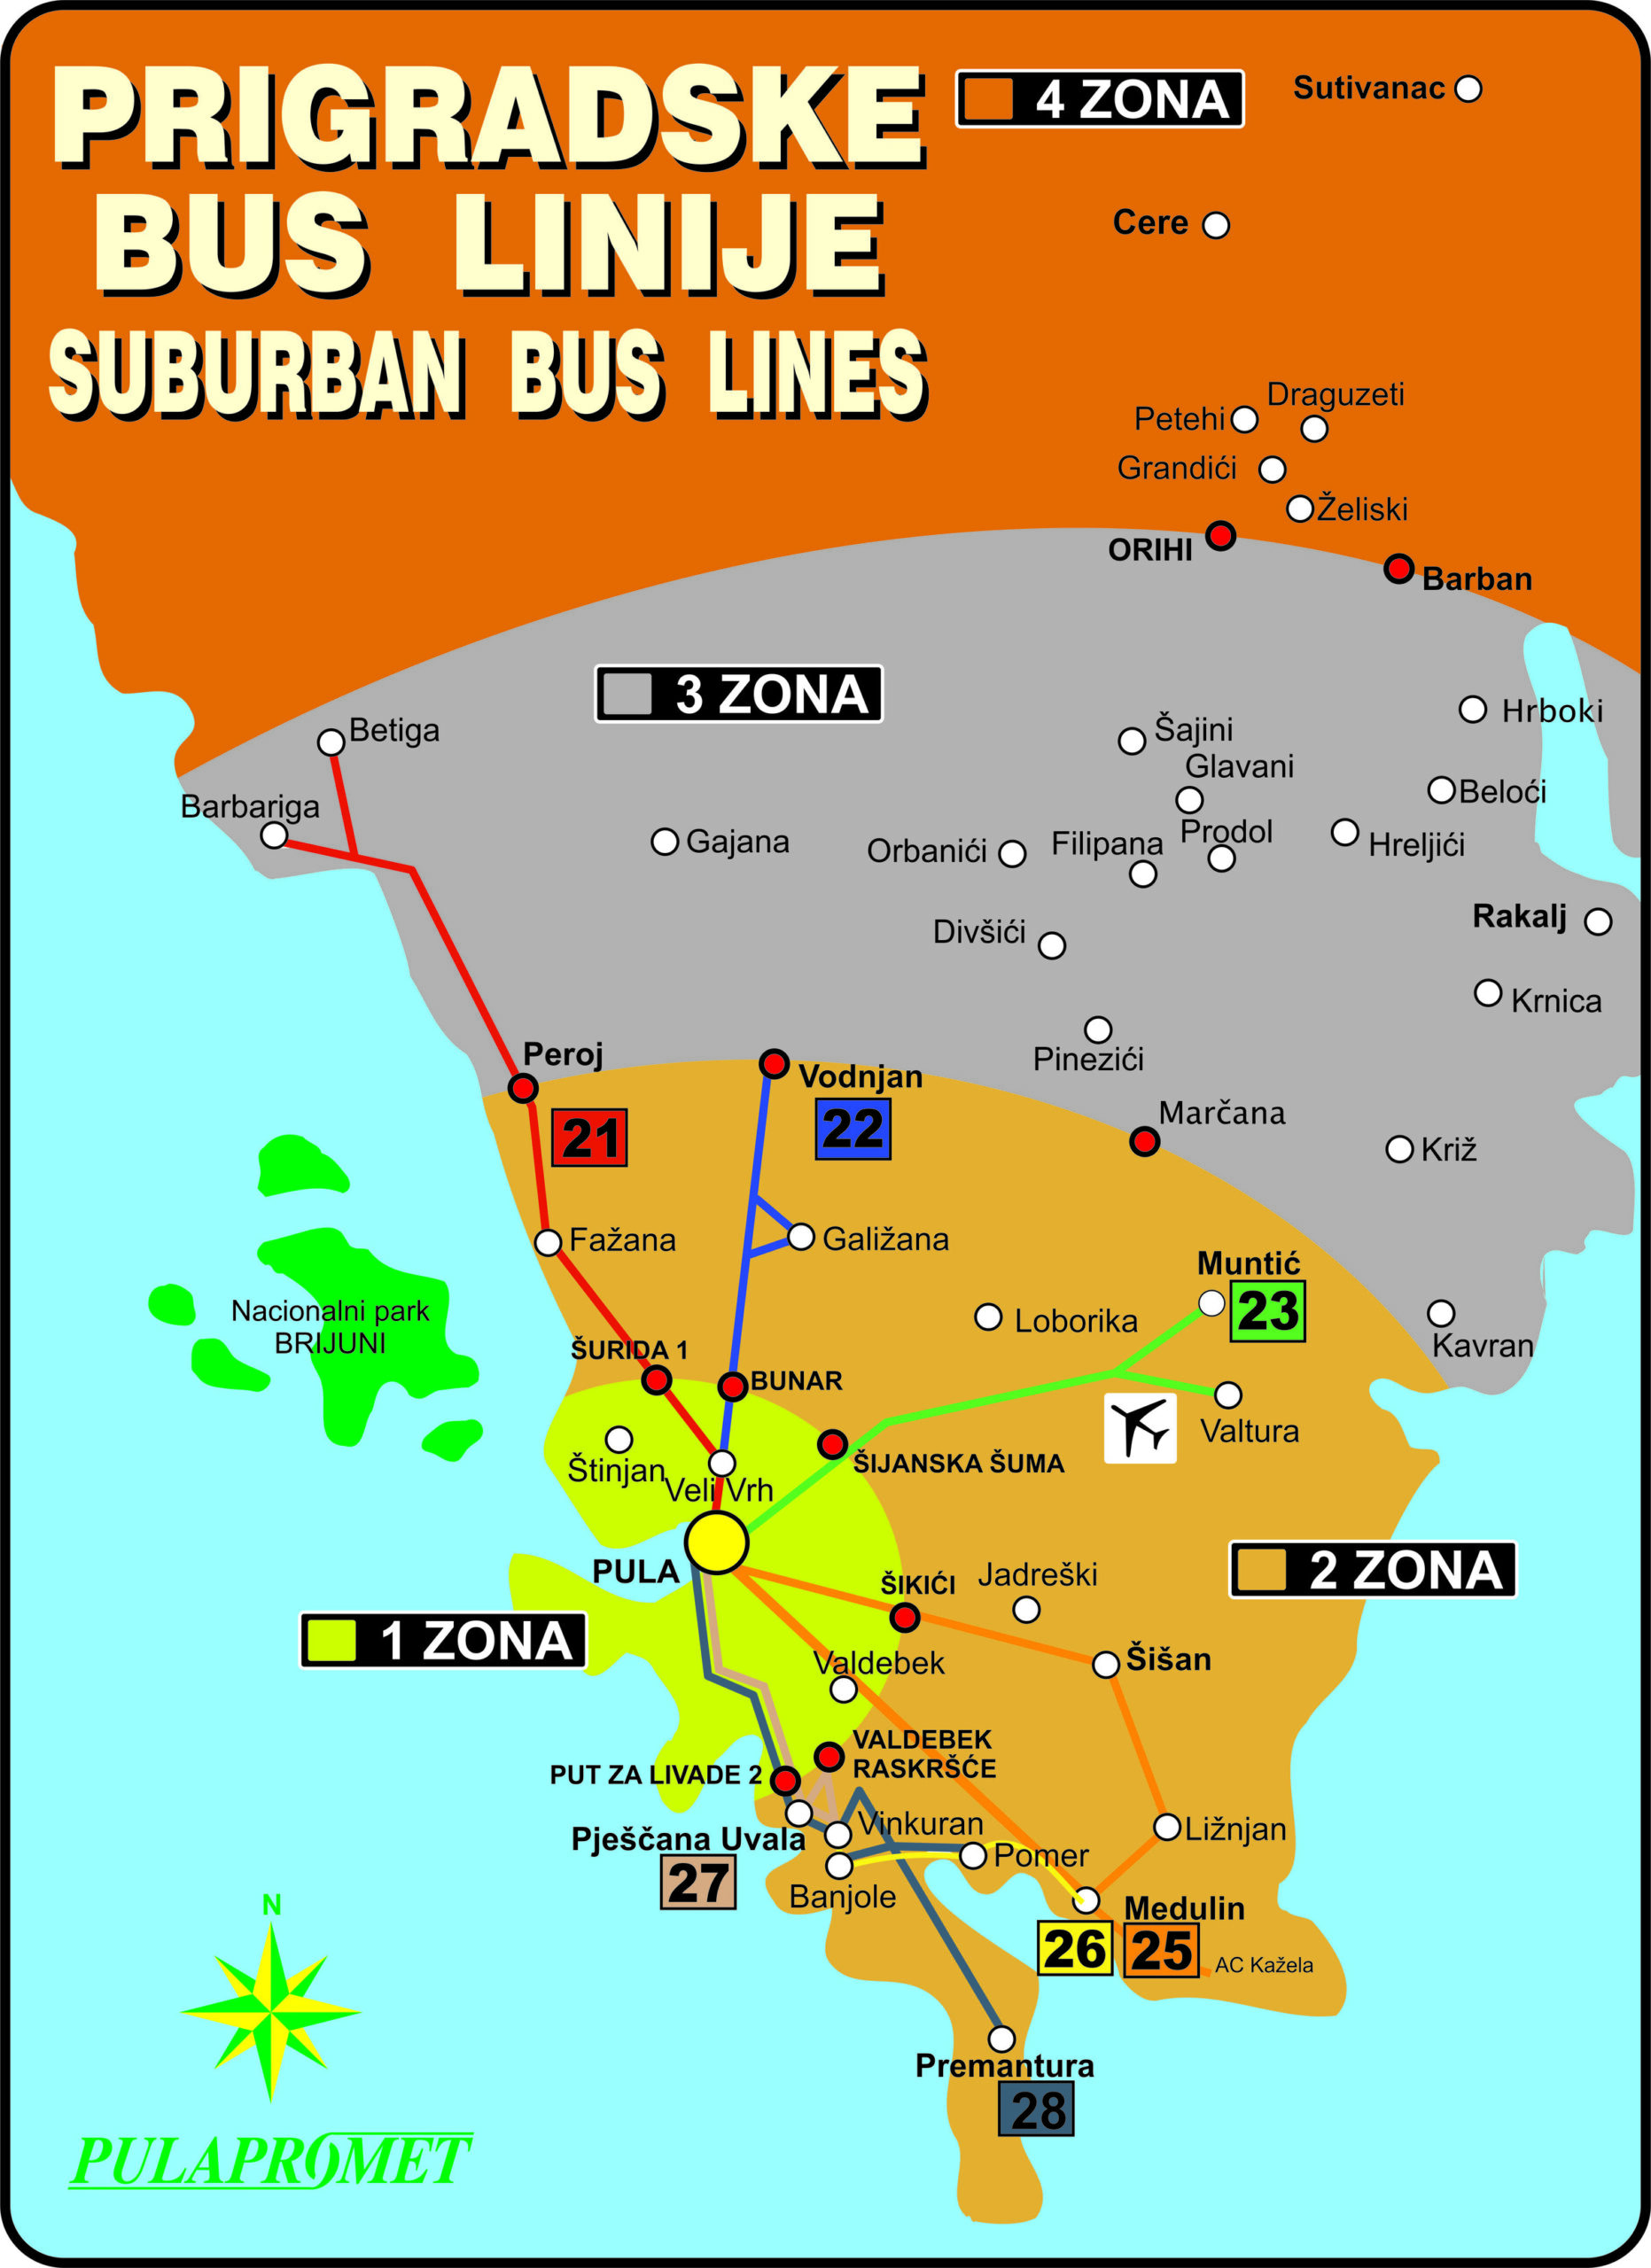 PRIGRADSKE
BUS LINIJE
SUBURBAN BUS LINES
4 ZONA
Sutivanac
Cere
Draguzeti
Petehi
Grandići
Želiski
ORIHI
Barban
3 ZONA
Hrboki
Betiga
Šajini
Glavani
Beloći
Barbariga
Gajana
Orbanići
Filipana
Prodol
Hreljići
Rakalj
Divšići
Krnica
Peroj
Pinezići
Vodnjan
21
22
Marčana
Križ
Fažana
Galižana
Muntić
23
Nacionalni park
BRIJUNI
Loborika
Kavran
ŠURIDA 1
BUNAR
Valtura
Štinjan
Veli Vrh
ŠIJANSKA ŠUMA
PULA
ŠIKIĆI
Jadreški
2 ZONA
1 ZONA
Valdebek
Šišan
VALDEBEK
RASKRŠĆE
PUT ZA LIVADE 2
Vinkuran
Ližnjan
Pješčana Uvala
27
Pomer
Banjole
Medulin
26
25
AC Kažela
N
Premantura
28
PULAPROMET